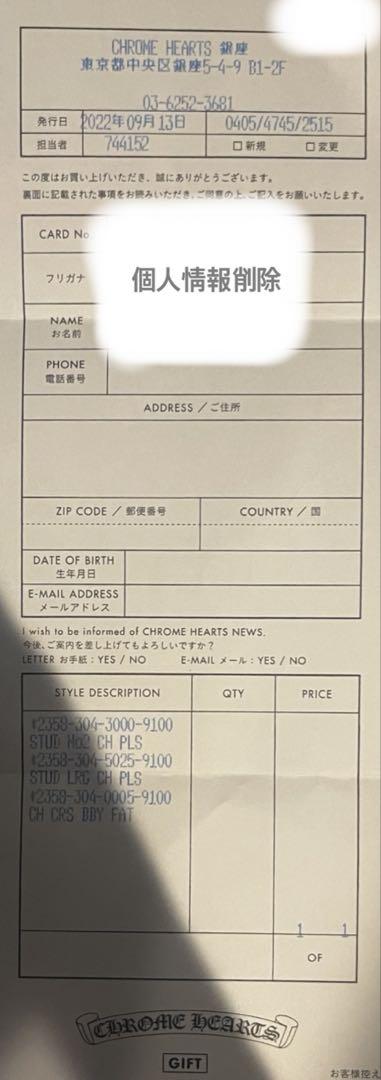 CHROME HEARTS 銀座
東京都中央区銀座5-4-9 B1-2F
03-6252-3681
発行日 2022年09月13日 0405/4745/2515
担当者 744152 □ 新規 □ 変更
この度はお買い上げいただき、誠にありがとうございます。
裏面に記載された事項をお読みいただき、ご同意の上、ご記入をお願いいたします。
CARD No
個人情報削除
フリガナ
NAME
お名前
PHONE
電話番号
ADDRESS / ご住所
ZIP CODE / 郵便番号 COUNTRY / 国
DATE OF BIRTH
生年月日
E-MAIL ADDRESS
メールアドレス
I wish to be informed of CHROME HEARTS NEWS.
今後、ご案内を差し上げてもよろしいですか?
LETTER お手紙 : YES / NO E-MAIL メール : YES / NO
STYLE DESCRIPTION QTY PRICE
*2358-304-3000-9100
STUD No2 CH PLS
*2358-304-5025-9100
STUD LRG CH PLS
*2358-304-0005-9100
CH CRS BBY FAT
1 1
OF
CHROME HEARTS
GIFT
お客様控え